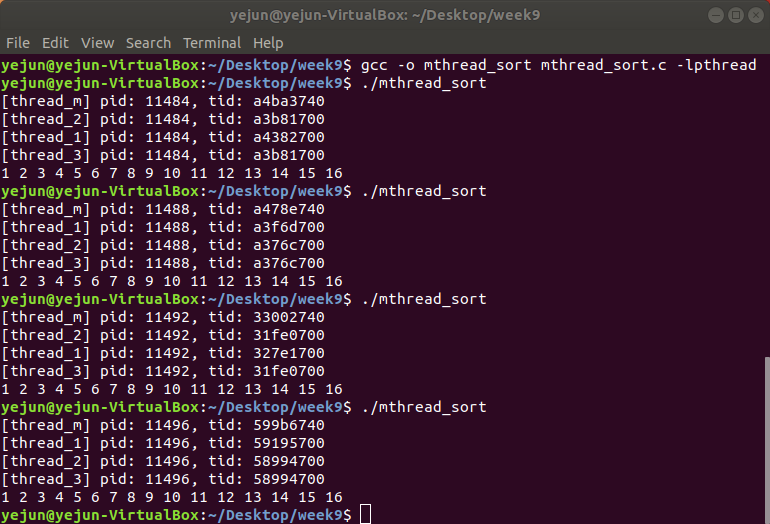 yejun@yejun-VirtualBox: ~/Desktop/week9
File Edit View Search Terminal Help
yejun@yejun-VirtualBox:~/Desktop/week9$ gcc -o mthread_sort mthread_sort.c -lpthread
yejun@yejun-VirtualBox:~/Desktop/week9$ ./mthread_sort
[thread_m] pid: 11484, tid: a4ba3740
[thread_2] pid: 11484, tid: a3b81700
[thread_1] pid: 11484, tid: a4382700
[thread_3] pid: 11484, tid: a3b81700
1 2 3 4 5 6 7 8 9 10 11 12 13 14 15 16
yejun@yejun-VirtualBox:~/Desktop/week9$ ./mthread_sort
[thread_m] pid: 11488, tid: a478e740
[thread_1] pid: 11488, tid: a3f6d700
[thread_2] pid: 11488, tid: a376c700
[thread_3] pid: 11488, tid: a376c700
1 2 3 4 5 6 7 8 9 10 11 12 13 14 15 16
yejun@yejun-VirtualBox:~/Desktop/week9$ ./mthread_sort
[thread_m] pid: 11492, tid: 33002740
[thread_2] pid: 11492, tid: 31fe0700
[thread_1] pid: 11492, tid: 327e1700
[thread_3] pid: 11492, tid: 31fe0700
1 2 3 4 5 6 7 8 9 10 11 12 13 14 15 16
yejun@yejun-VirtualBox:~/Desktop/week9$ ./mthread_sort
[thread_m] pid: 11496, tid: 599b6740
[thread_1] pid: 11496, tid: 59195700
[thread_2] pid: 11496, tid: 58994700
[thread_3] pid: 11496, tid: 58994700
1 2 3 4 5 6 7 8 9 10 11 12 13 14 15 16
yejun@yejun-VirtualBox:~/Desktop/week9$